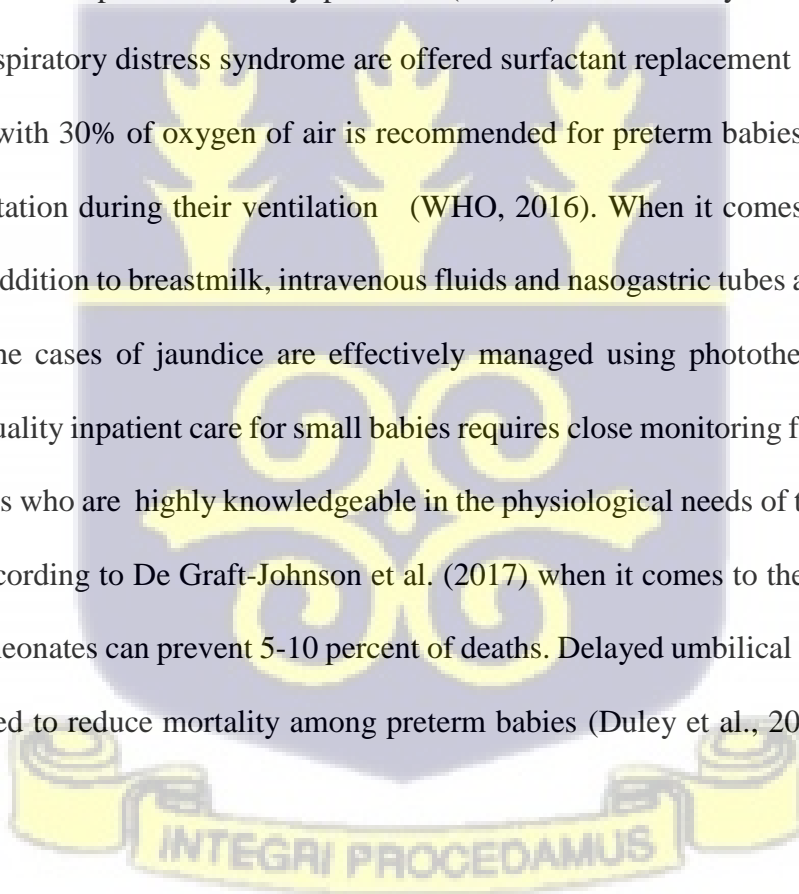 spiratory distress syndrome are offered surfactant replacement
with 30% of oxygen of air is recommended for preterm babies
tation during their ventilation (WHO, 2016). When it comes
ddition to breastmilk, intravenous fluids and nasogastric tubes a
ne cases of jaundice are effectively managed using photothe
uality inpatient care for small babies requires close monitoring f
s who are highly knowledgeable in the physiological needs of t
cording to De Graft-Johnson et al. (2017) when it comes to the
neonates can prevent 5-10 percent of deaths. Delayed umbilical
ed to reduce mortality among preterm babies (Duley et al., 20
INTEGRI PROCEDAMUS